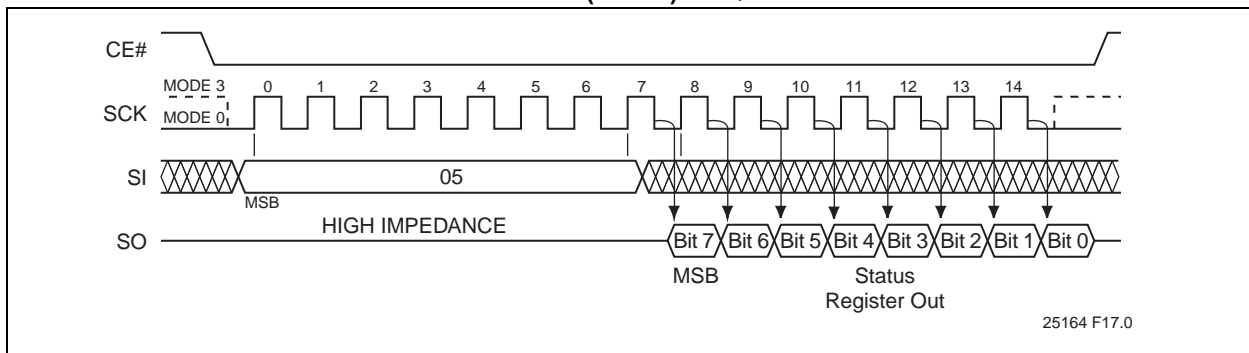 CE#
MODE 3 0 1 2 3 4 5 6 7 8 9 10 11 12 13 14
SCK MODE 0
SI 05
MSB
HIGH IMPEDANCE
SO Bit 7 Bit 6 Bit 5 Bit 4 Bit 3 Bit 2 Bit 1 Bit 0
MSB Status
Register Out
25164 F17.0